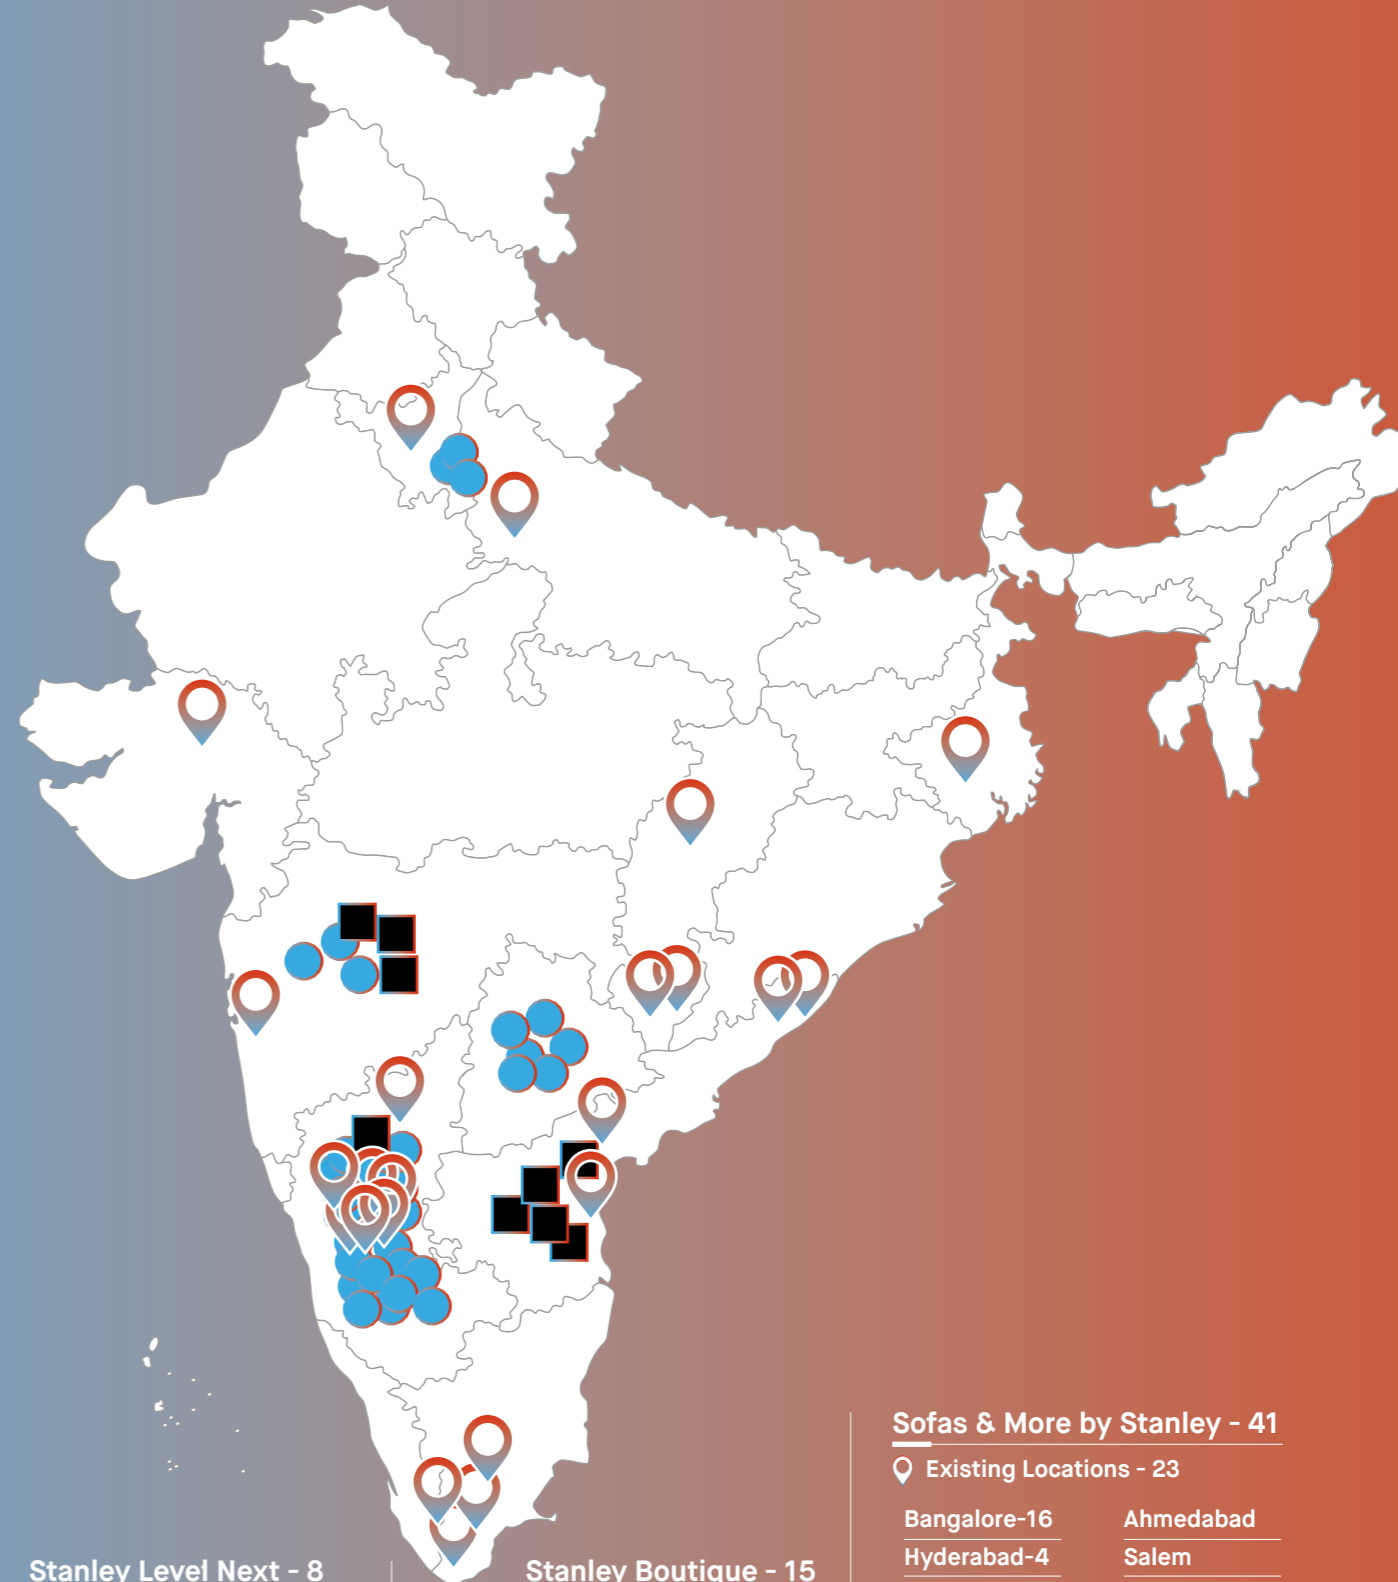 Sofas & More by Stanley - 41
Existing Locations - 23
Bangalore-16
Ahmedabad
Hyderabad-4
Salem
Stanley Level Next - 8
Stanley Boutique - 15